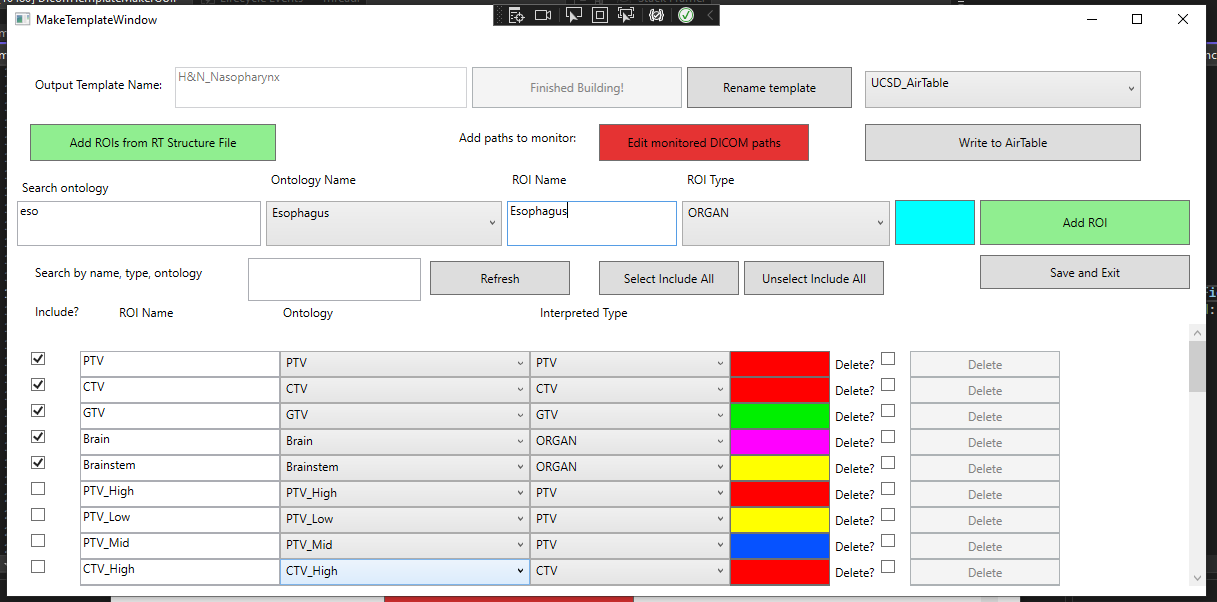 MakeTemplateWindow
Output Template Name: H&N_Nasopharynx Finished Building! Rename template UCSD_AirTable
Add ROIs from RT Structure File Add paths to monitor: Edit monitored DICOM paths Write to AirTable
Search ontology Ontology Name ROI Name ROI Type
eso Esophagus Esophagus ORGAN Add ROI
Search by name, type, ontology Refresh Select Include All Unselect Include All Save and Exit
Include? ROI Name Ontology Interpreted Type
PTV PTV PTV Delete? Delete
CTV CTV CTV Delete? Delete
GTV GTV GTV Delete? Delete
Brain Brain ORGAN Delete? Delete
Brainstem Brainstem ORGAN Delete? Delete
PTV_High PTV_High PTV Delete? Delete
PTV_Low PTV_Low PTV Delete? Delete
PTV_Mid PTV_Mid PTV Delete? Delete
CTV_High CTV_High CTV Delete? Delete